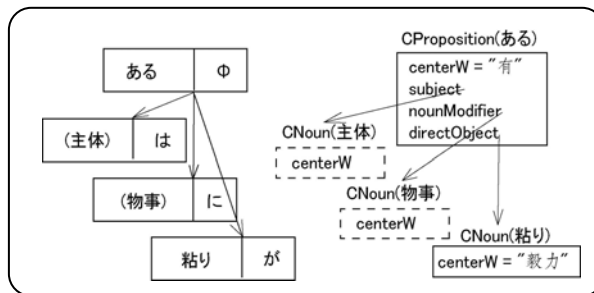 ある Φ
(主体) は
(物事) に
粘り が
CProposition(ある)
centerW = "有"
subject
nounModifier
directObject
CNoun(主体)
centerW
CNoun(物事)
centerW
CNoun(粘り)
centerW = "毅力"